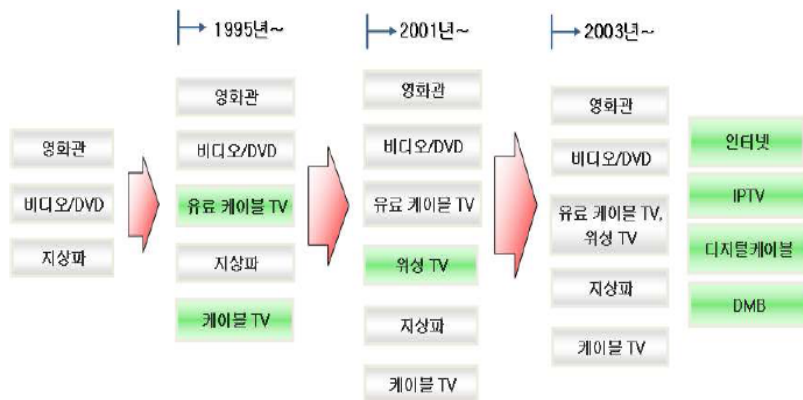 1995년~
2001년~
2003년~
영화관
비디오/DVD
지상파
영화관
비디오/DVD
유료 케이블 TV
지상파
케이블 TV
영화관
비디오/DVD
유료 케이블 TV
위성 TV
지상파
케이블 TV
영화관
비디오/DVD
유료 케이블 TV,
위성 TV
지상파
케이블 TV
인터넷
IPTV
디지털케이블
DMB